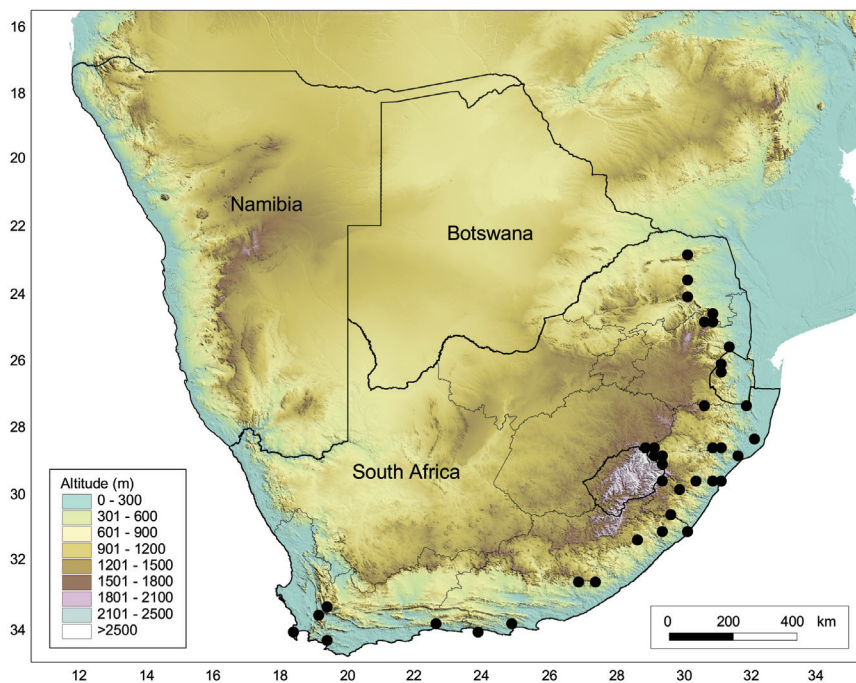 16
18
20
22
24
26
28
30
32
34
Namibia
Botswana
South Africa
Altitude (m)
0 - 300
301 - 600
601 - 900
901 - 1200
1201 - 1500
1501 - 1800
1801 - 2100
2101 - 2500
>2500
0 200 400 km
12 14 16 18 20 22 24 26 28 30 32 34